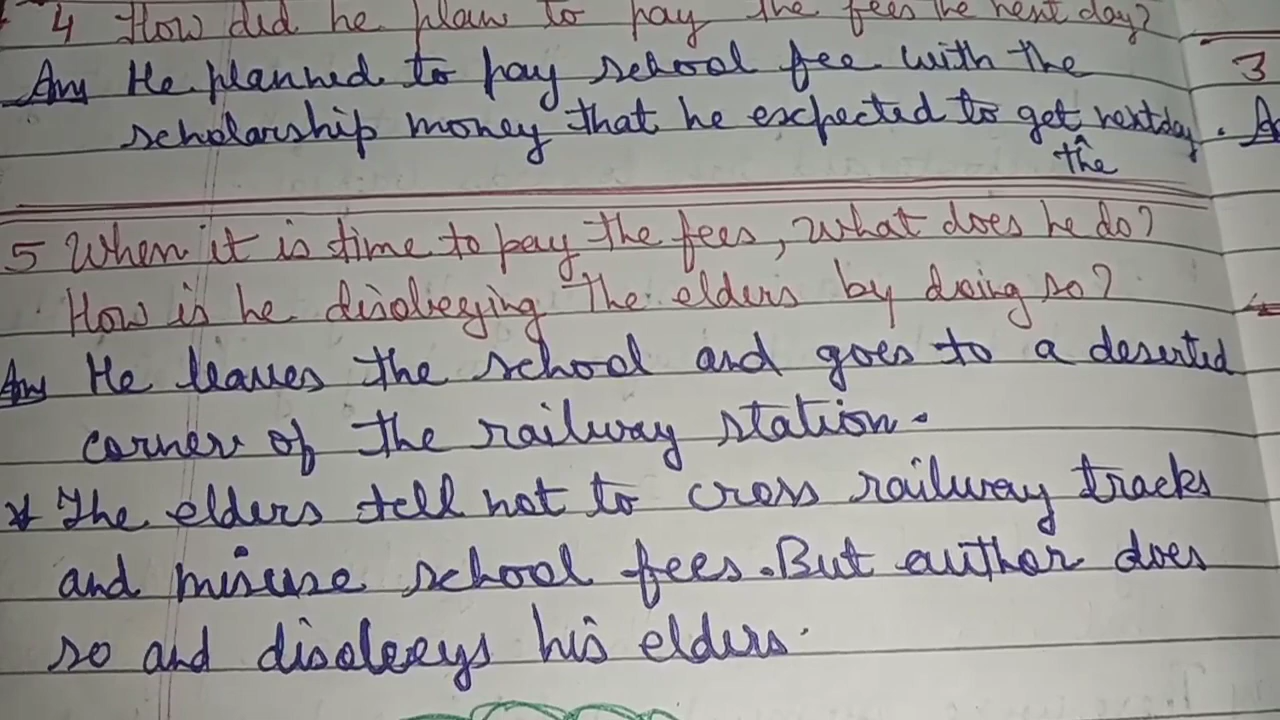 4 How did he plan to pay the fees the next day?
Ans He planned to pay school fee with the
scholarship money that he expected to get the nextday.
5 When it is time to pay the fees, what does he do?
How is he disobeying the elders by doing so?
Ans He leaves the school and goes to a deserted
corner of the railway station.
* The elders tell not to cross railway tracks
and misuse school fees. But author does
so and disobeys his elders.
3